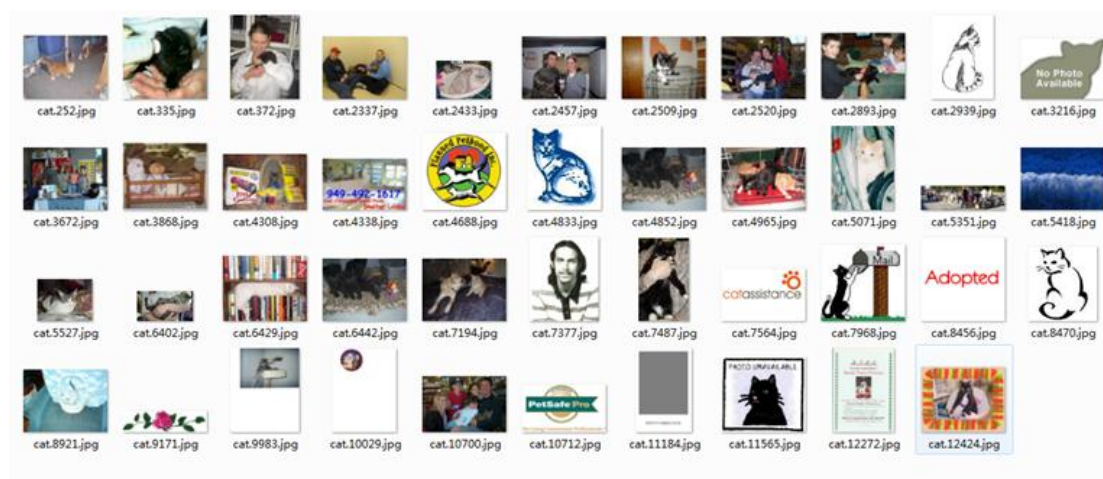 No Photo
Available
cat.252.jpg
cat.335.jpg
cat.372.jpg
cat.2337.jpg
cat.2433.jpg
cat.2457.jpg
cat.2509.jpg
cat.2520.jpg
cat.2893.jpg
cat.2939.jpg
cat.3216.jpg
949-492-1617
Planned PetHood Inc.
cat.3672.jpg
cat.3868.jpg
cat.4308.jpg
cat.4338.jpg
cat.4688.jpg
cat.4833.jpg
cat.4852.jpg
cat.4965.jpg
cat.5071.jpg
cat.5351.jpg
cat.5418.jpg
Mail
catassistance
Adopted
cat.5527.jpg
cat.6402.jpg
cat.6429.jpg
cat.6442.jpg
cat.7194.jpg
cat.7377.jpg
cat.7487.jpg
cat.7564.jpg
cat.7968.jpg
cat.8456.jpg
cat.8470.jpg
PetSafe Pro
PHOTO UNAVAILABLE
cat.8921.jpg
cat.9171.jpg
cat.9983.jpg
cat.10029.jpg
cat.10700.jpg
cat.10712.jpg
cat.11184.jpg
cat.11565.jpg
cat.12272.jpg
cat.12424.jpg